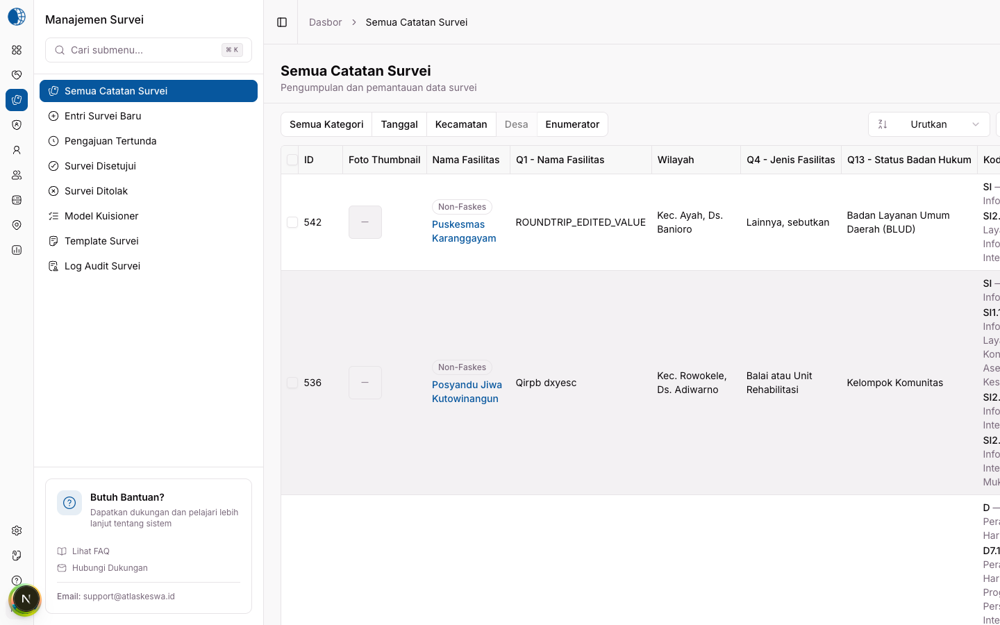 Manajemen Survei
Cari submenu...
⌘ K
Semua Catatan Survei
Entri Survei Baru
Pengajuan Tertunda
Survei Disetujui
Survei Ditolak
Model Kuisioner
Template Survei
Log Audit Survei
Butuh Bantuan?
Dapatkan dukungan dan pelajari lebih
lanjut tentang sistem
Lihat FAQ
Hubungi Dukungan
Email: support@atlaskeswa.id
N
Dasbor
Semua Catatan Survei
Semua Catatan Survei
Pengumpulan dan pemantauan data survei
Semua Kategori
Tanggal
Kecamatan
Desa
Enumerator
Urutkan
ID
Foto Thumbnail
Nama Fasilitas
Q1 - Nama Fasilitas
Wilayah
Q4 - Jenis Fasilitas
Q13 - Status Badan Hukum
Kod
542
—
Non-Faskes
Puskesmas
Karanggayam
ROUNDTRIP_EDITED_VALUE
Kec. Ayah, Ds.
Banioro
Lainnya, sebutkan
Badan Layanan Umum
Daerah (BLUD)
SI —
Info
SI2.
Laya
Info
Inte
536
—
Non-Faskes
Posyandu Jiwa
Kutowinangun
Qirpb dxyesc
Kec. Rowokele,
Ds. Adiwarno
Balai atau Unit
Rehabilitasi
Kelompok Komunitas
SI —
Info
SI1.1
Info
Laya
Kon
Ase
Kes
SI2.
Info
Inte
SI2.
Info
Inte
Muk
D —
Pera
Har
D7.1
Pera
Har
Prog
Pers
Inte